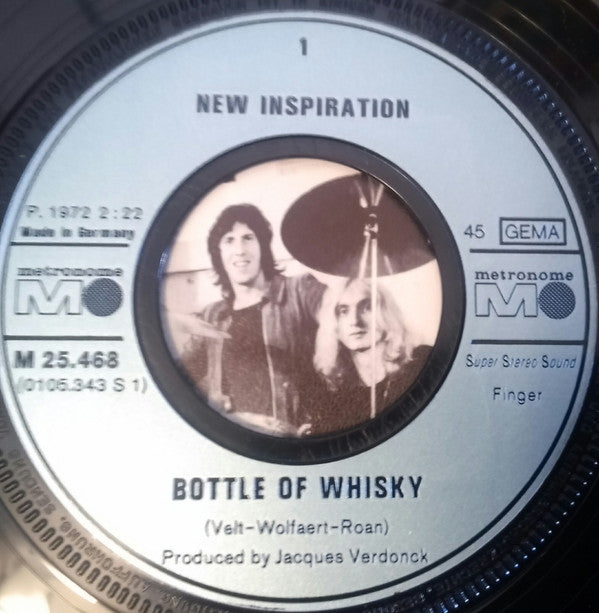 1
NEW INSPIRATION
P. 1972 2:22
Made in Germany
metronome
M
M 25.468
(0105.343 S 1)
45 GEMA
metronome
M
Super Stereo Sound
Finger
BOTTLE OF WHISKY
(Velt-Wolfaert-Roan)
Produced by Jacques Verdonck